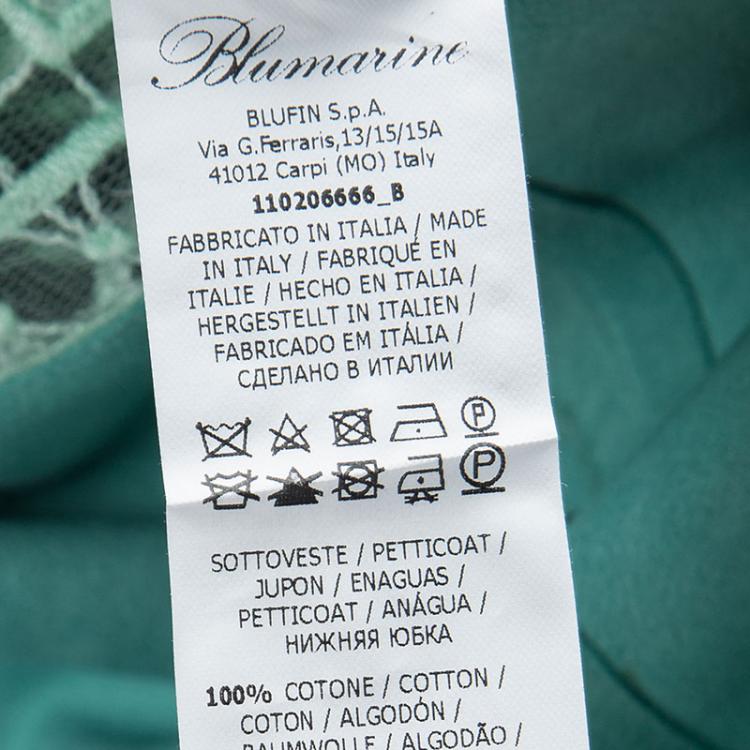 Blumarine
BLUFIN S.p.A.
Via G.Ferraris,13/15/15A
41012 Carpi (MO) Italy
110206666_B
FABBRICATO IN ITALIA / MADE
IN ITALY / FABRIQUÉ EN
ITALIE / HECHO EN ITALIA /
HERGESTELLT IN ITALIEN /
FABRICADO EM ITÁLIA /
СДЕЛАНО В ИТАЛИИ
P
P
SOTTOVESTE / PETTICOAT /
JUPON / ENAGUAS /
PETTICOAT / ANÁGUA /
НИЖНЯЯ ЮБКА
100% COTONE / COTTON /
COTON / ALGODÓN /
BAUMWOLLE / ALGODÃO /